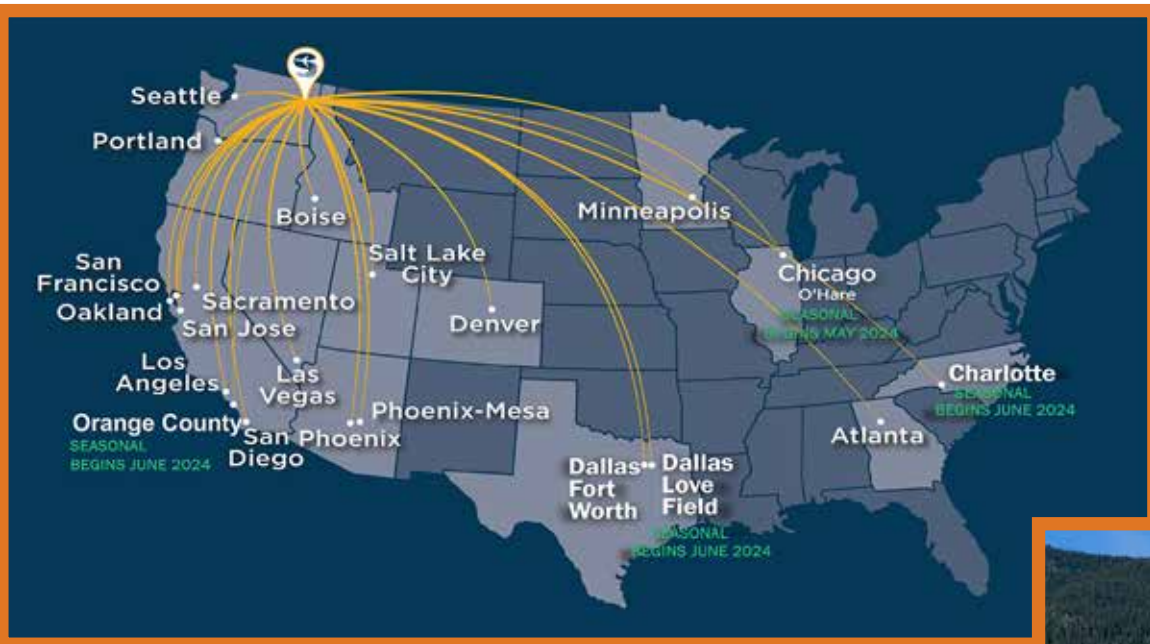 Seattle
Portland
Boise
Minneapolis
Salt Lake
City
San
Francisco
Oakland
Sacramento
San Jose
Denver
Chicago
O'Hare
SEASONAL
BEGINS MAY 2024
Los
Angeles
Las
Vegas
Orange County
SEASONAL
BEGINS JUNE 2024
San
Diego
Phoenix
Phoenix-Mesa
Charlotte
SEASONAL
BEGINS JUNE 2024
Atlanta
Dallas
Fort
Worth
Dallas
Love
Field
SEASONAL
BEGINS JUNE 2024